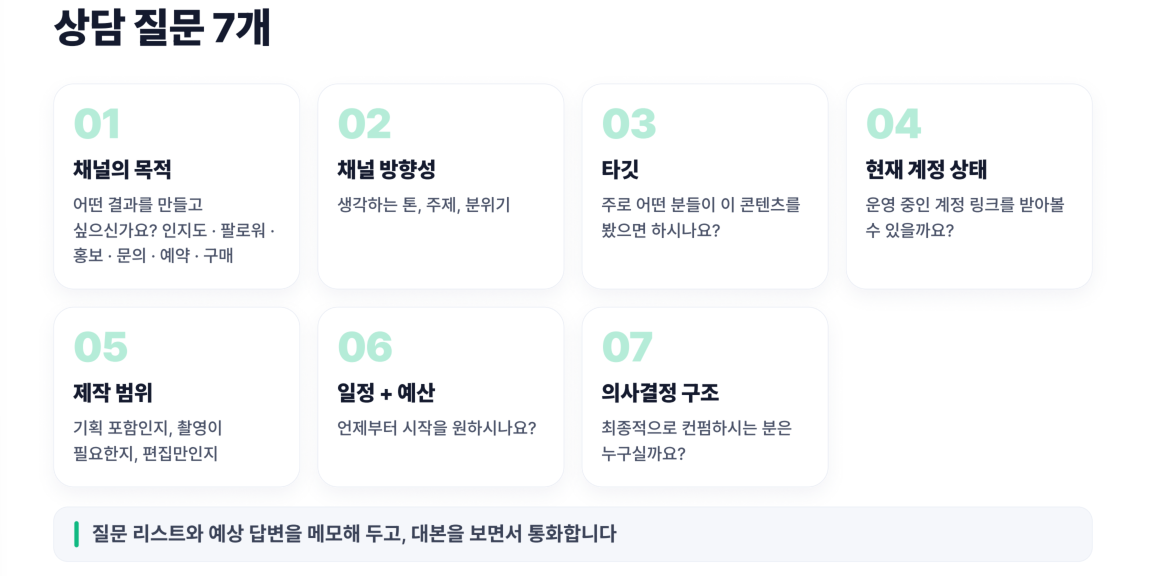 상담 질문 7개
01
채널의 목적
어떤 결과를 만들고
싶으신가요? 인지도 · 팔로워 ·
홍보 · 문의 · 예약 · 구매
02
채널 방향성
생각하는 톤, 주제, 분위기
03
타깃
주로 어떤 분들이 이 콘텐츠를
봤으면 하시나요?
04
현재 계정 상태
운영 중인 계정 링크를 받아볼
수 있을까요?
05
제작 범위
기획 포함인지, 촬영이
필요한지, 편집만인지
06
일정 + 예산
언제부터 시작을 원하시나요?
07
의사결정 구조
최종적으로 컨펌하시는 분은
누구실까요?
질문 리스트와 예상 답변을 메모해 두고, 대본을 보면서 통화합니다